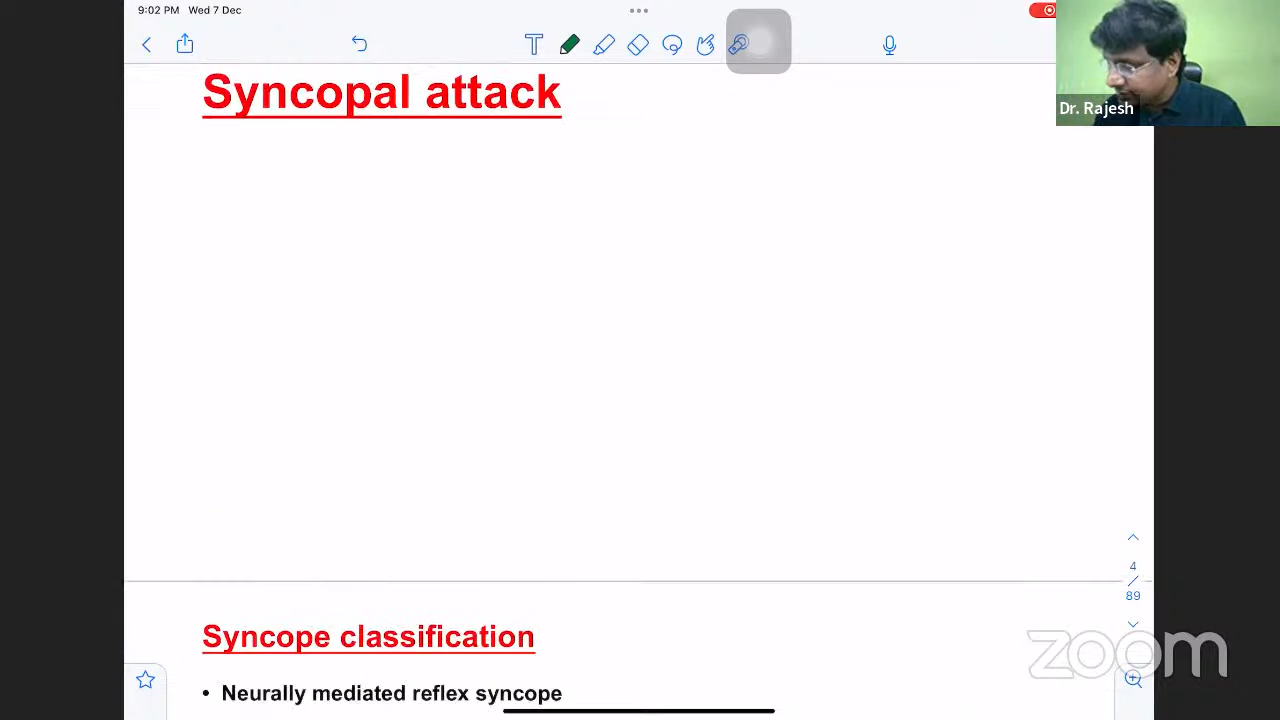 9:02 PM Wed 7 Dec
T
Dr. Rajesh
Syncopal attack
4
/
89
Syncope classification
• Neurally mediated reflex syncope
zoom